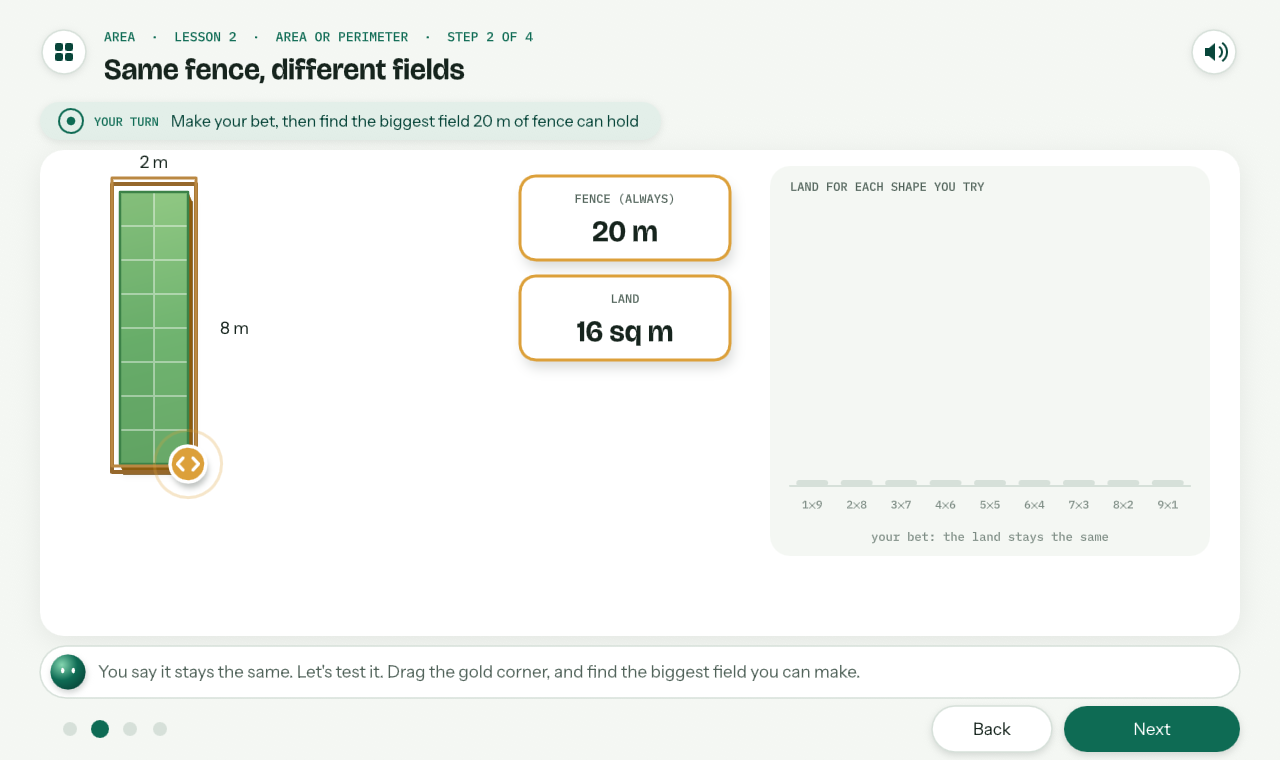 AREA · LESSON 2 · AREA OR PERIMETER · STEP 2 OF 4
Same fence, different fields
YOUR TURN Make your bet, then find the biggest field 20 m of fence can hold
2 m
8 m
FENCE (ALWAYS)
20 m
LAND
16 sq m
LAND FOR EACH SHAPE YOU TRY
1×9 2×8 3×7 4×6 5×5 6×4 7×3 8×2 9×1
your bet: the land stays the same
You say it stays the same. Let's test it. Drag the gold corner, and find the biggest field you can make.
Back
Next